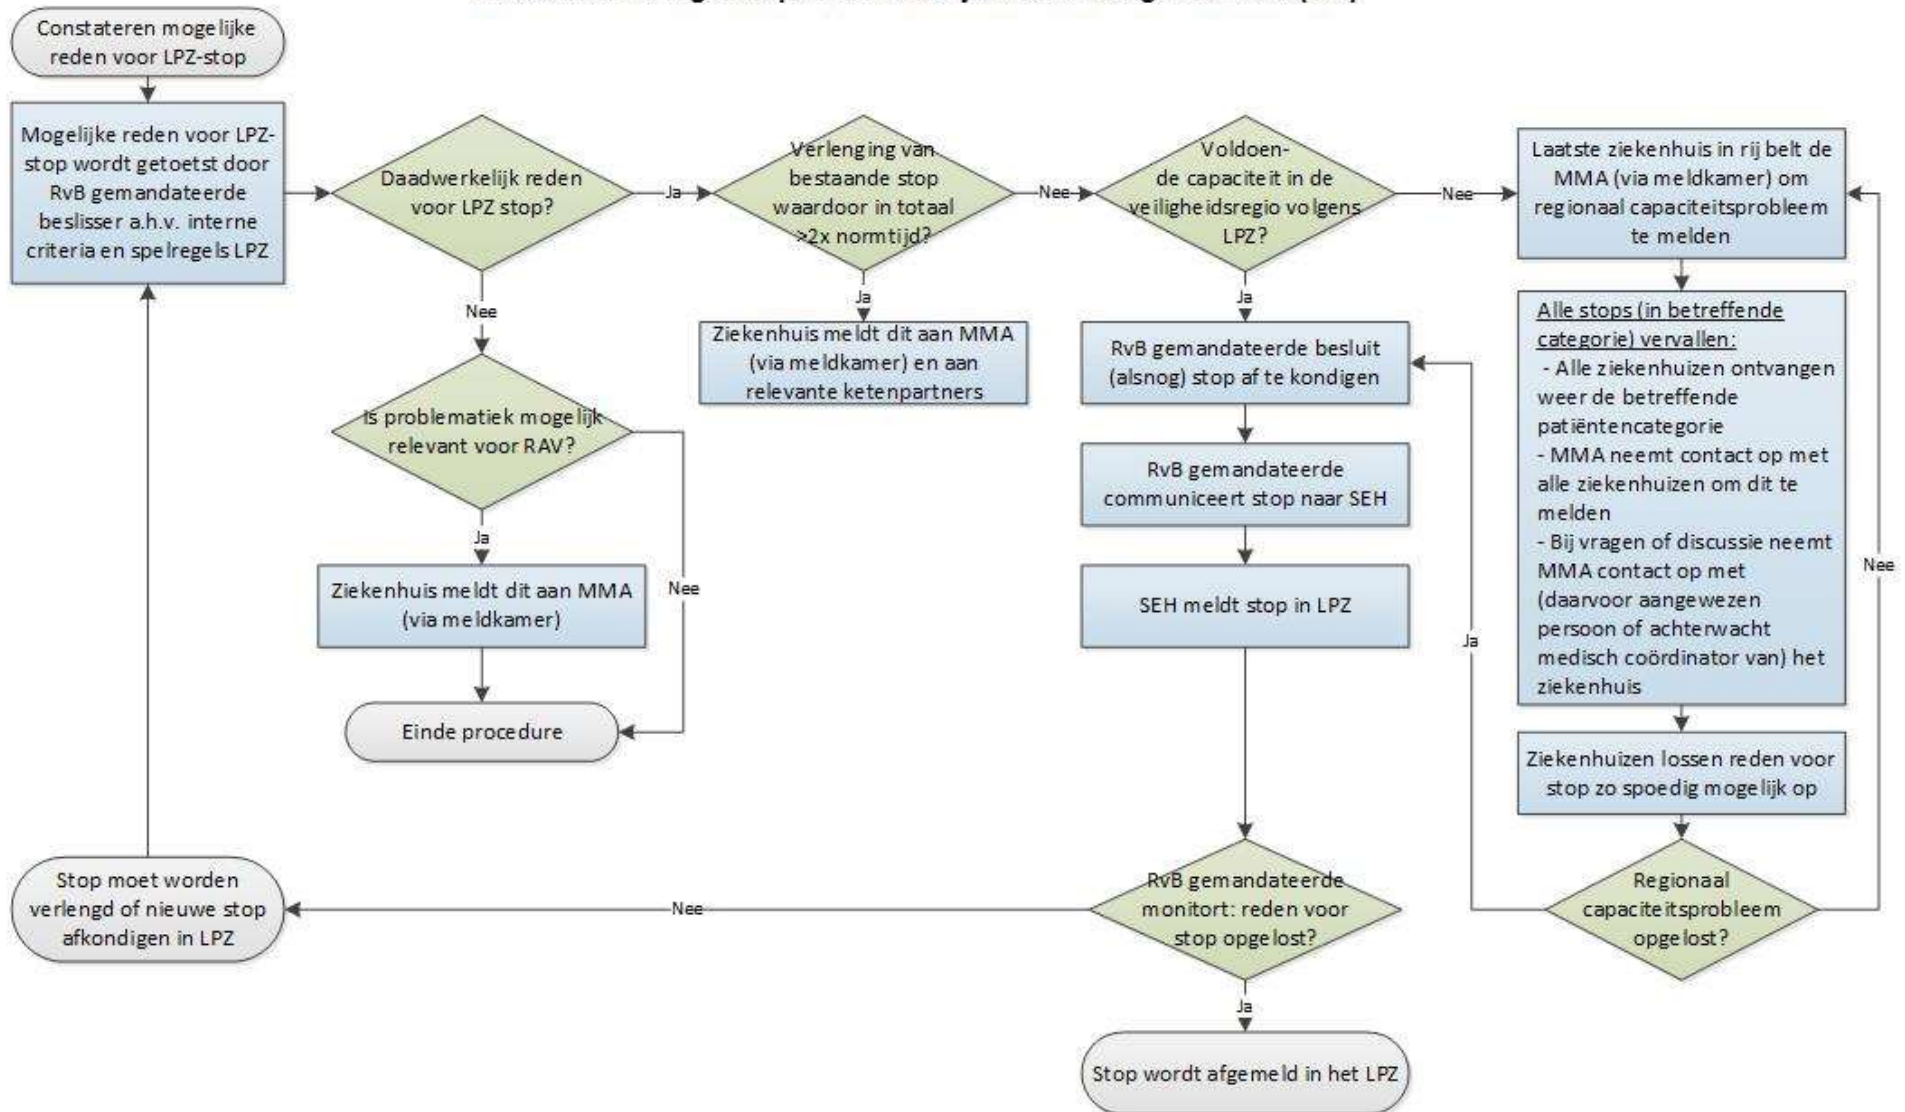 Constateren mogelijke
reden voor LPZ-stop
Mogelijke reden voor LPZ-
stop wordt getoetst door
RvB gemandateerde
beslisser a.h.v. interne
criteria en spelregels LPZ
Daadwerkelijk reden
voor LPZ stop?
Ja
Verlenging van
bestaande stop
waardoor in totaal
>2x normtijd?
Nee
Voldoen-
de capaciteit in de
veiligheidsregio volgens
LPZ?
Nee
Laatste ziekenhuis in rij belt de
MMA (via meldkamer) om
regionaal capaciteitsprobleem
te melden
Nee
Ja
Ja
Is problematiek mogelijk
relevant voor RAV?
Ja
Nee
Ziekenhuis meldt dit aan MMA
(via meldkamer)
Einde procedure
Ziekenhuis meldt dit aan MMA
(via meldkamer) en aan
relevante ketenpartners
RvB gemandateerde besluit
(alsnog) stop af te kondigen
RvB gemandateerde
communiceert stop naar SEH
SEH meldt stop in LPZ
Ja
Alle stops (in betreffende
categorie) vervallen:
- Alle ziekenhuizen ontvangen
weer de betreffende
patiëntencategorie
- MMA neemt contact op met
alle ziekenhuizen om dit te
melden
- Bij vragen of discussie neemt
MMA contact op met
(daarvoor aangewezen
persoon of achterwacht
medisch coördinator van) het
ziekenhuis
Nee
Ziekenhuizen lossen reden voor
stop zo spoedig mogelijk op
Regionaal
capaciteitsprobleem
opgelost?
RvB gemandateerde
monitort: reden voor
stop opgelost?
Nee
Stop moet worden
verlengd of nieuwe stop
afkondigen in LPZ
Ja
Stop wordt afgemeld in het LPZ